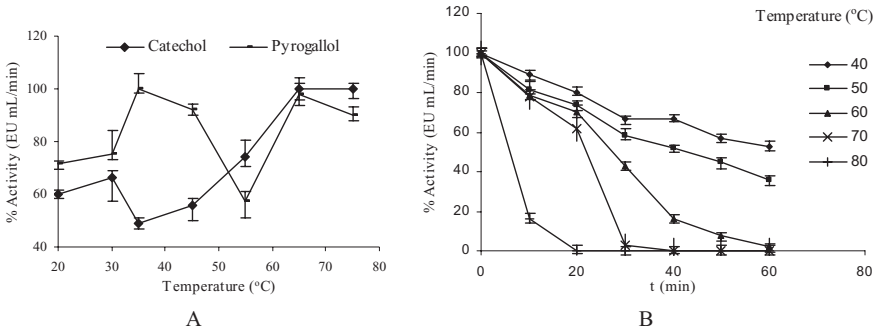 Catechol Pyrogallol
120
100
80
60
40
% Activity (EU mL/min)
20 30 40 50 60 70 80
Temperature (°C)
A
Temperature (°C)
120
100
80
60
40
20
0
% Activity (EU mL/min)
0 20 40 60 80
t (min)
40
50
60
70
80
B